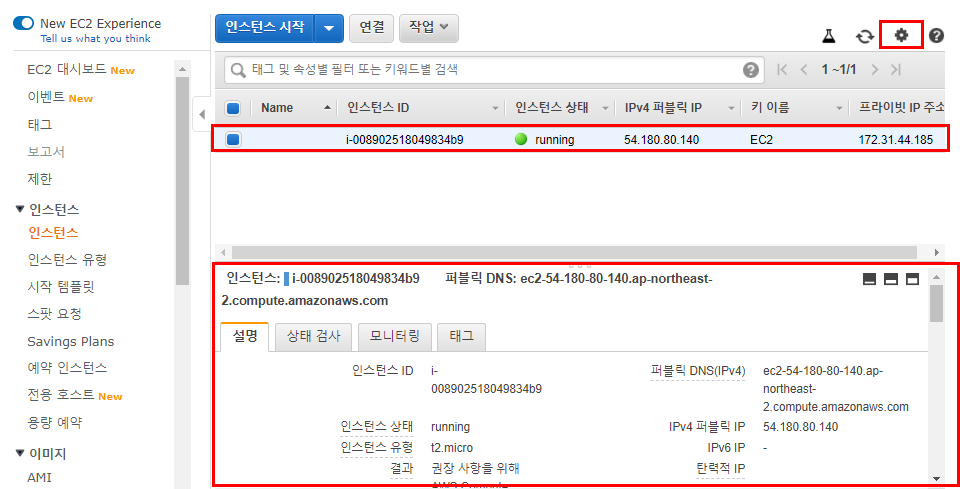 New EC2 Experience
Tell us what you think
EC2 대시보드 New
이벤트 New
태그
보고서
제한
인스턴스
인스턴스
인스턴스 유형
시작 템플릿
스팟 요청
Savings Plans
예약 인스턴스
전용 호스트 New
용량 예약
이미지
AMI
인스턴스 시작 연결 작업
태그 및 속성별 필터 또는 키워드별 검색 1 ~1/1
Name 인스턴스 ID 인스턴스 상태 IPv4 퍼블릭 IP 키 이름 프라이빗 IP 주소
i-008902518049834b9 running 54.180.80.140 EC2 172.31.44.185
인스턴스: i-008902518049834b9 퍼블릭 DNS: ec2-54-180-80-140.ap-northeast-
2.compute.amazonaws.com
설명 상태 검사 모니터링 태그
인스턴스 ID i- 퍼블릭 DNS(IPv4) ec2-54-180-80-140.ap-
008902518049834b9 northeast-
2.compute.amazonaws.com
인스턴스 상태 running IPv4 퍼블릭 IP 54.180.80.140
인스턴스 유형 t2.micro IPv6 IP -
결과 권장 사항을 위해 탄력적 IP
AWS Compute